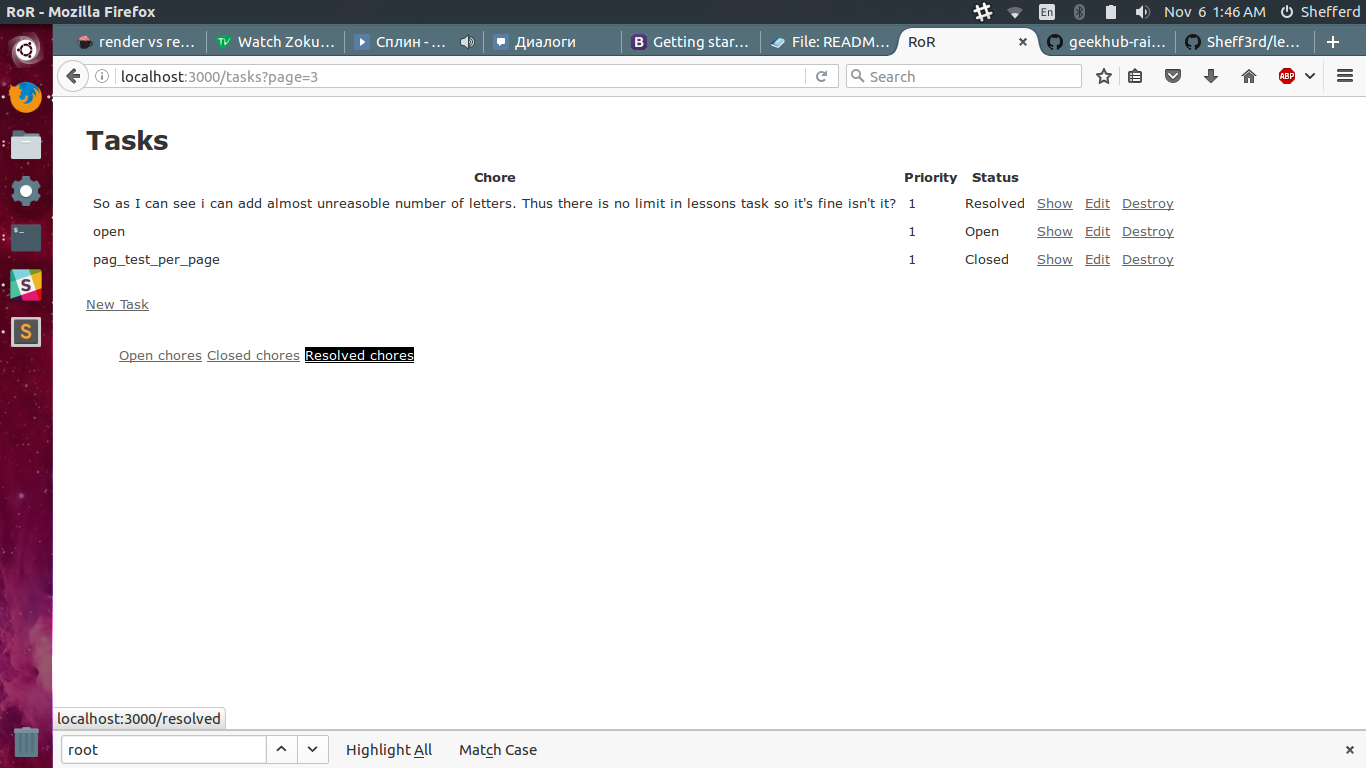 RoR - Mozilla Firefox
En
Nov 6 1:46 AM Shefferd
render vs re... Watch Zoku... Сплин - ... Диалоги Getting star... File: READM... RoR geekhub-rai... Sheff3rd/le...
localhost:3000/tasks?page=3
Search
ABP
Tasks
Chore Priority Status
So as I can see i can add almost unreasoble number of letters. Thus there is no limit in lessons task so it's fine isn't it? 1 Resolved Show Edit Destroy
open 1 Open Show Edit Destroy
pag_test_per_page 1 Closed Show Edit Destroy
New Task
Open chores Closed chores Resolved chores
localhost:3000/resolved
root Highlight All Match Case